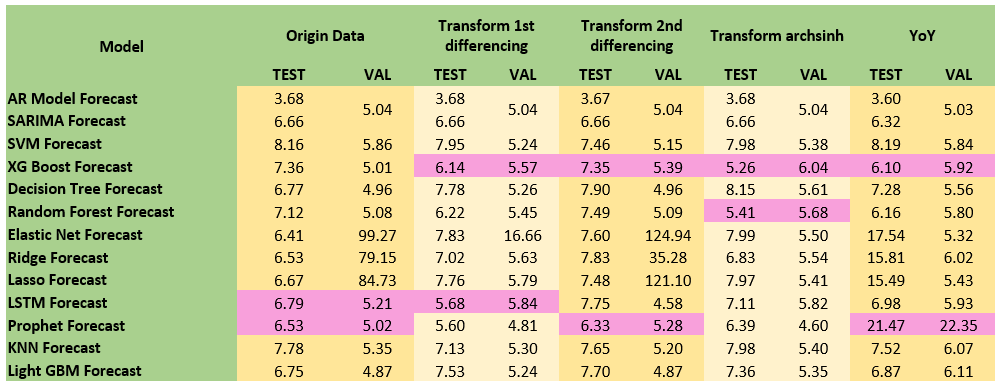 Model Origin Data Transform 1st differencing Transform 2nd differencing Transform archsinh YoY
TEST VAL TEST VAL TEST VAL TEST VAL TEST VAL
AR Model Forecast 3.68 5.04 3.68 5.04 3.67 5.04 3.68 5.04 3.60 5.03
SARIMA Forecast 6.66 6.66 6.66 6.66 6.32
SVM Forecast 8.16 5.86 7.95 5.24 7.46 5.15 7.98 5.38 8.19 5.84
XG Boost Forecast 7.36 5.01 6.14 5.57 7.35 5.39 5.26 6.04 6.10 5.92
Decision Tree Forecast 6.77 4.96 7.78 5.26 7.90 4.96 8.15 5.61 7.28 5.56
Random Forest Forecast 7.12 5.08 6.22 5.45 7.49 5.09 5.41 5.68 6.16 5.80
Elastic Net Forecast 6.41 99.27 7.83 16.66 7.60 124.94 7.99 5.50 17.54 5.32
Ridge Forecast 6.53 79.15 7.02 5.63 7.83 35.28 6.83 5.54 15.81 6.02
Lasso Forecast 6.67 84.73 7.76 5.79 7.48 121.10 7.97 5.41 15.49 5.43
LSTM Forecast 6.79 5.21 5.68 5.84 7.75 4.58 7.11 5.82 6.98 5.93
Prophet Forecast 6.53 5.02 5.60 4.81 6.33 5.28 6.39 4.60 21.47 22.35
KNN Forecast 7.78 5.35 7.13 5.30 7.65 5.20 7.98 5.40 7.52 6.07
Light GBM Forecast 6.75 4.87 7.53 5.24 7.70 4.87 7.36 5.35 6.87 6.11